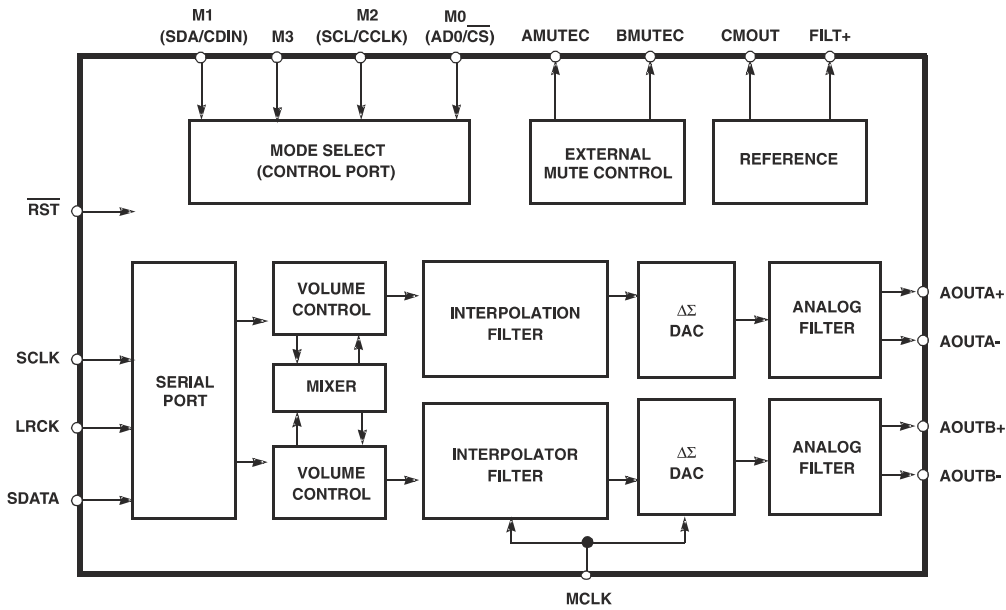 M1
(SDA/CDIN)
M3
M2
(SCL/CCLK)
M0
(AD0/CS)
AMUTEC
BMUTEC
CMOUT
FILT+
MODE SELECT
(CONTROL PORT)
EXTERNAL
MUTE CONTROL
REFERENCE
RST
SERIAL
PORT
VOLUME
CONTROL
MIXER
VOLUME
CONTROL
INTERPOLATION
FILTER
INTERPOLATOR
FILTER
ΔΣ
DAC
ΔΣ
DAC
ANALOG
FILTER
ANALOG
FILTER
SCLK
LRCK
SDATA
AOUTA+
AOUTA-
AOUTB+
AOUTB-
MCLK